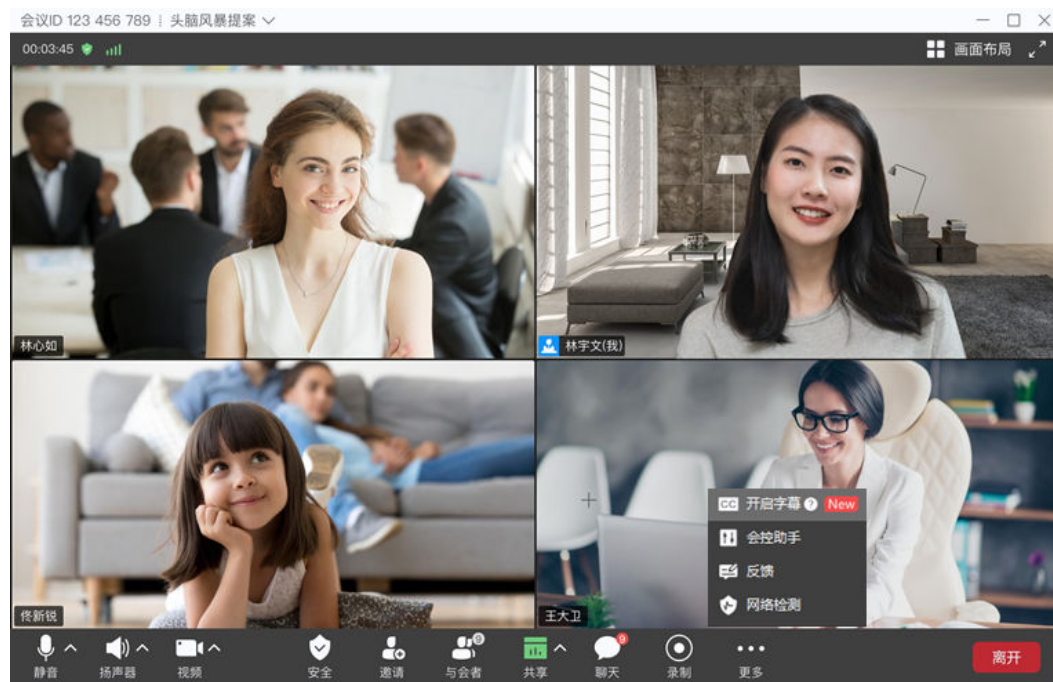 会议ID 123 456 789 ⁞ 头脑风暴提案
00:03:45
画面布局
林心如
林宇文(我)
佟新锐
王大卫
CC 开启字幕 ? New
会控助手
反馈
网络检测
静音
扬声器
视频
安全
邀请
与会者 9
共享
聊天 9
录制
更多
离开